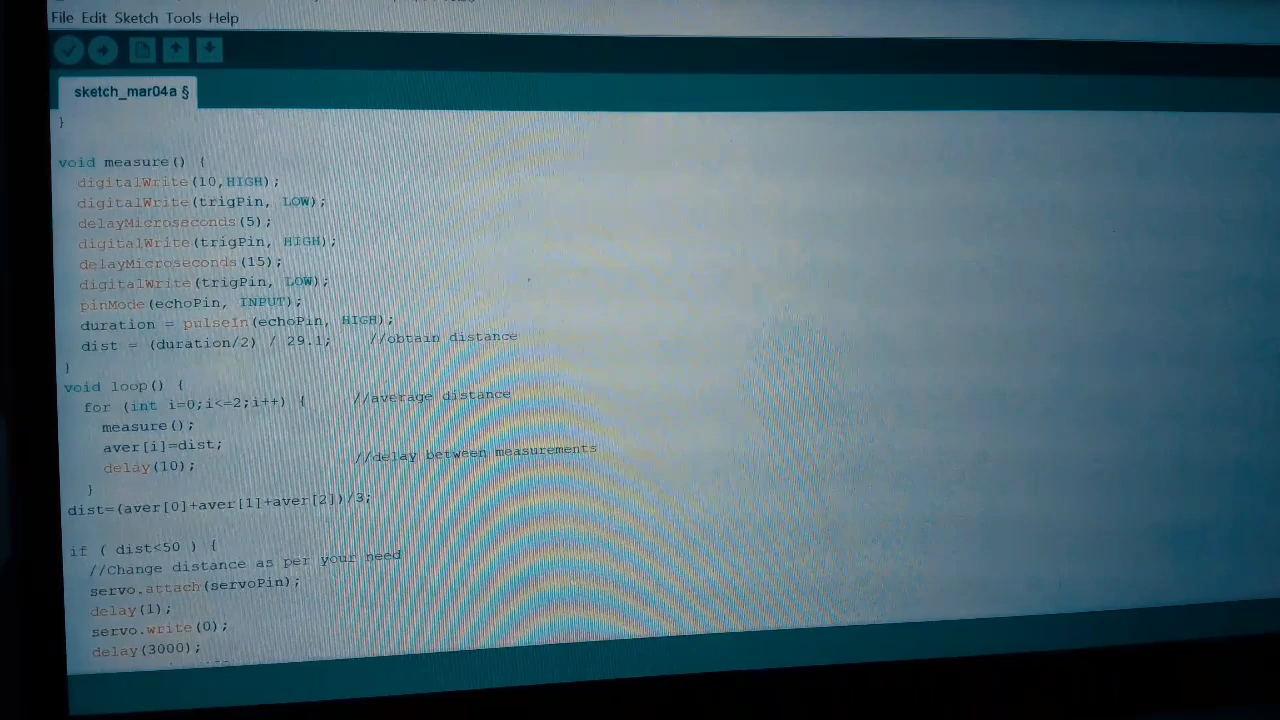 File Edit Sketch Tools Help
sketch_mar04a §
}
void measure() {
digitalWrite(10,HIGH);
digitalWrite(trigPin, LOW);
delayMicroseconds(5);
digitalWrite(trigPin, HIGH);
delayMicroseconds(15);
digitalWrite(trigPin, LOW);
pinMode(echoPin, INPUT);
duration = pulseIn(echoPin, HIGH);
dist = (duration/2) / 29.1; //obtain distance
}
void loop() {
for (int i=0;i<=2;i++) { //average distance
measure();
aver[i]=dist;
delay(10); //delay between measurements
}
dist=(aver[0]+aver[1]+aver[2])/3;
if ( dist<50 ) {
//Change distance as per your need
servo.attach(servoPin);
delay(1);
servo.write(0);
delay(3000);